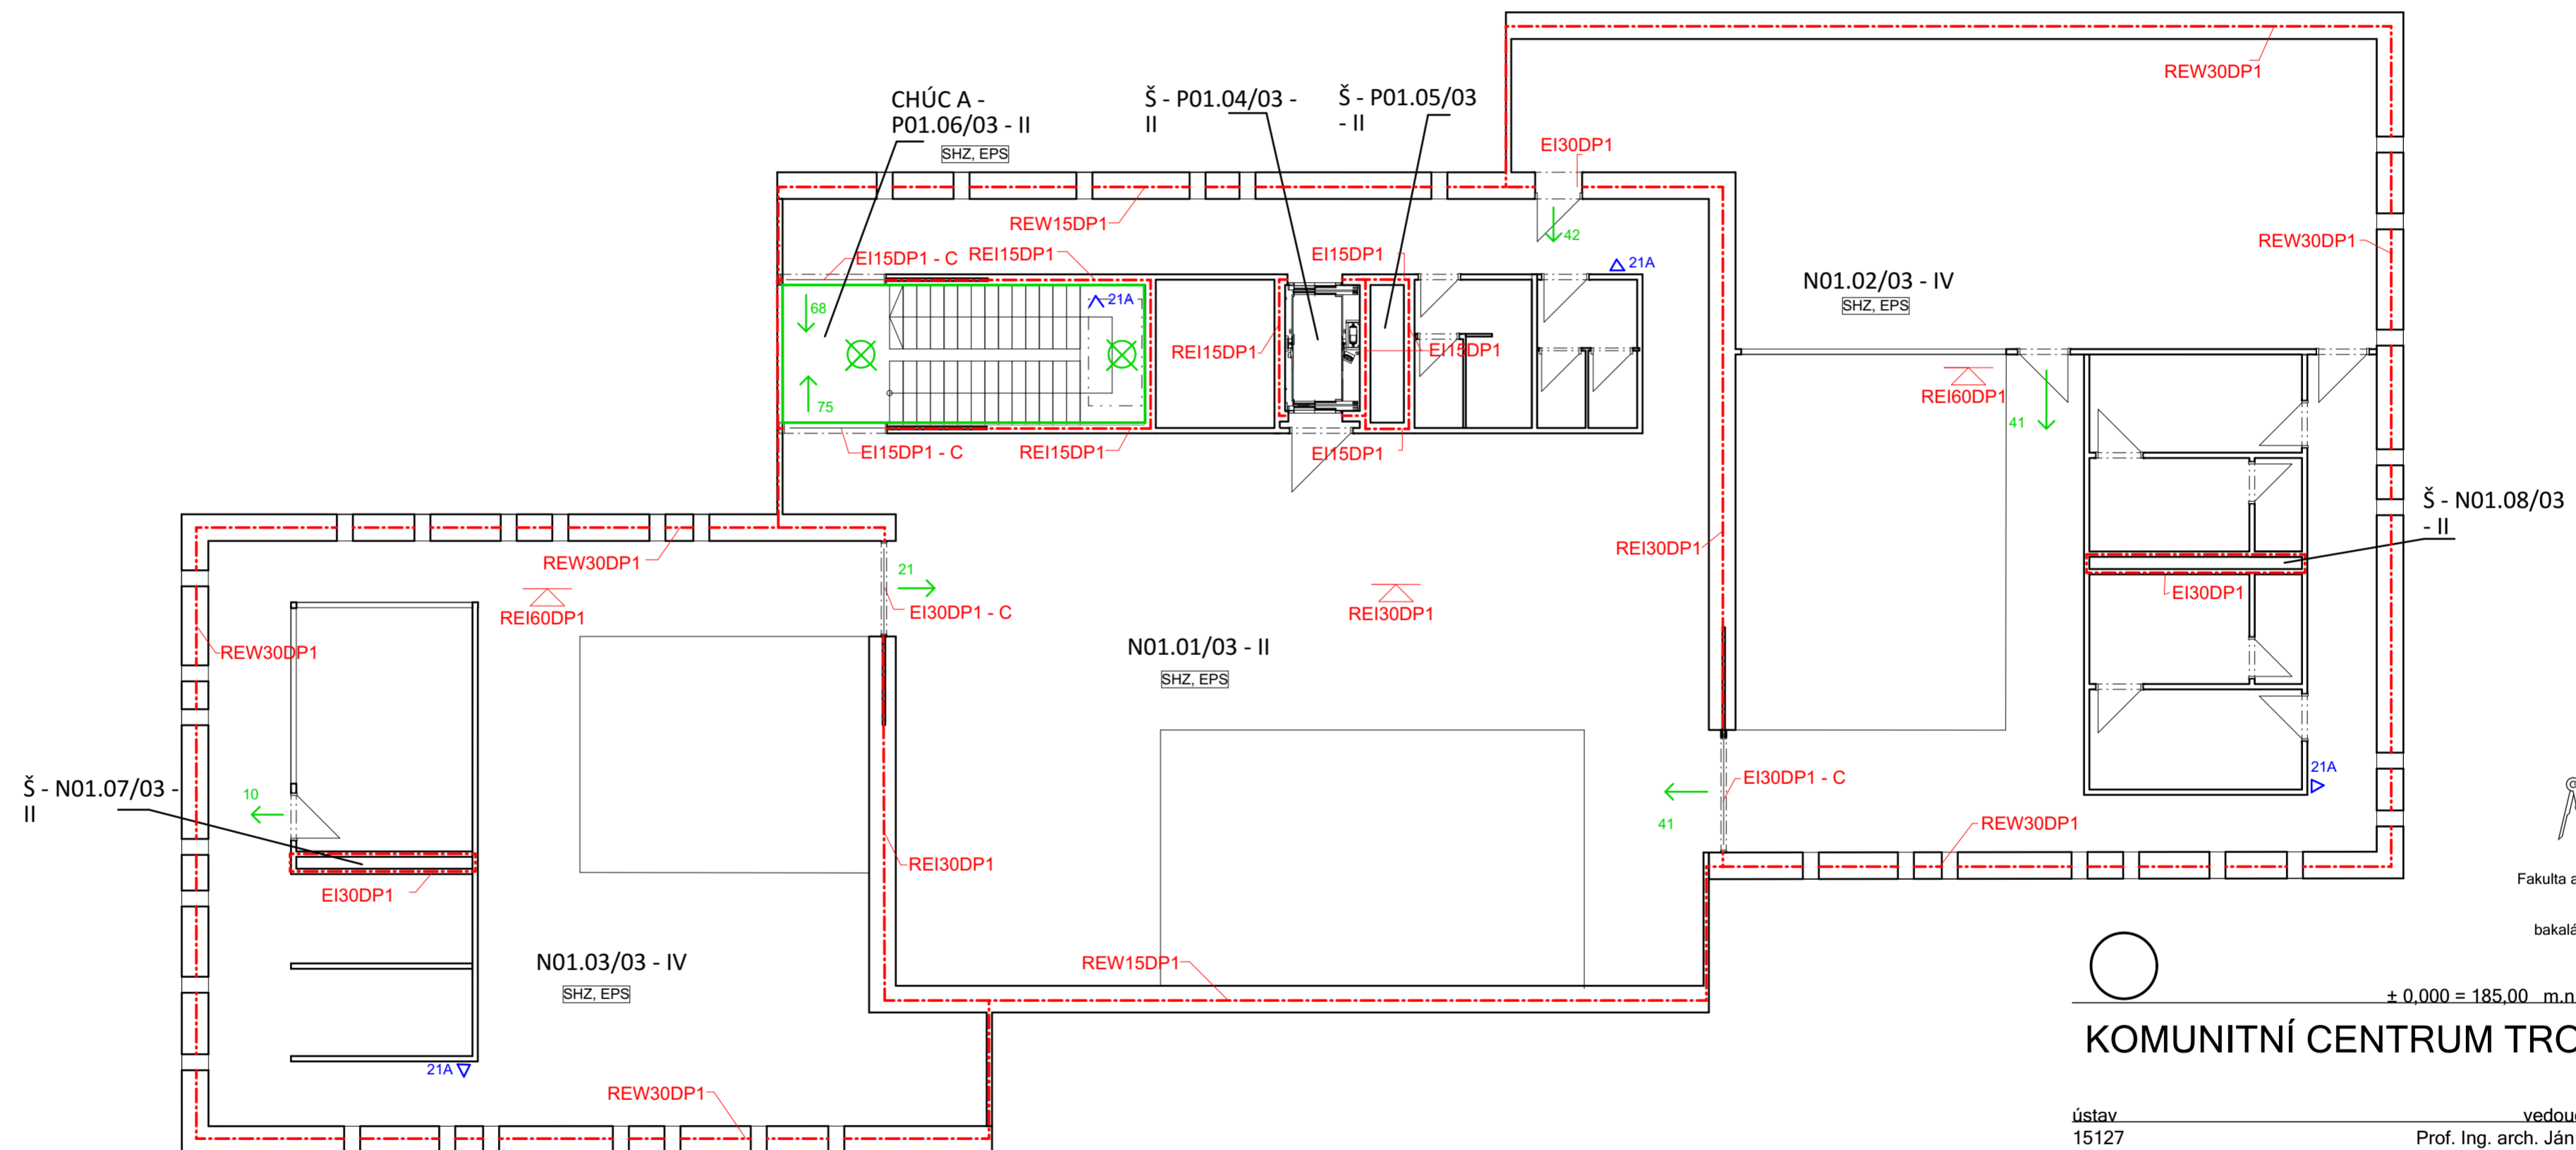 REW30DP1
CHÚC A -
P01.06/03 - II
SHZ, EPS
Š - P01.04/03 -
II
Š - P01.05/03
- II
EI30DP1
REW15DP1
42
REW30DP1
EI15DP1 - C
REI15DP1
EI15DP1
21A
N01.02/03 - IV
SHZ, EPS
68
21A
REI15DP1
EI15DP1
75
REI60DP1
41
EI15DP1 - C
REI15DP1
EI15DP1
Š - N01.08/03
- II
REW30DP1
REI30DP1
21
EI30DP1 - C
REI60DP1
REI30DP1
EI30DP1
REW30DP1
N01.01/03 - II
SHZ, EPS
Š - N01.07/03 -
II
10
EI30DP1 - C
21A
41
REW30DP1
REI30DP1
EI30DP1
Fakulta a
bakalá
N01.03/03 - IV
SHZ, EPS
REW15DP1
± 0,000 = 185,00 m.n
KOMUNITNÍ CENTRUM TRO
21A
REW30DP1
ústav
vedou
15127
Prof. Ing. arch. Ján